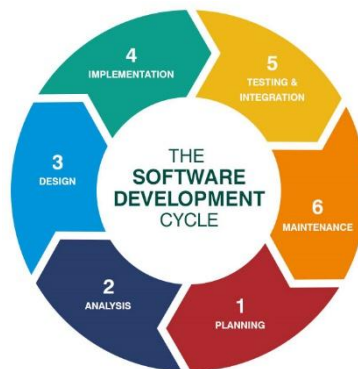 THE
SOFTWARE
DEVELOPMENT
CYCLE
1
PLANNING
2
ANALYSIS
3
DESIGN
4
IMPLEMENTATION
5
TESTING &
INTEGRATION
6
MAINTENANCE